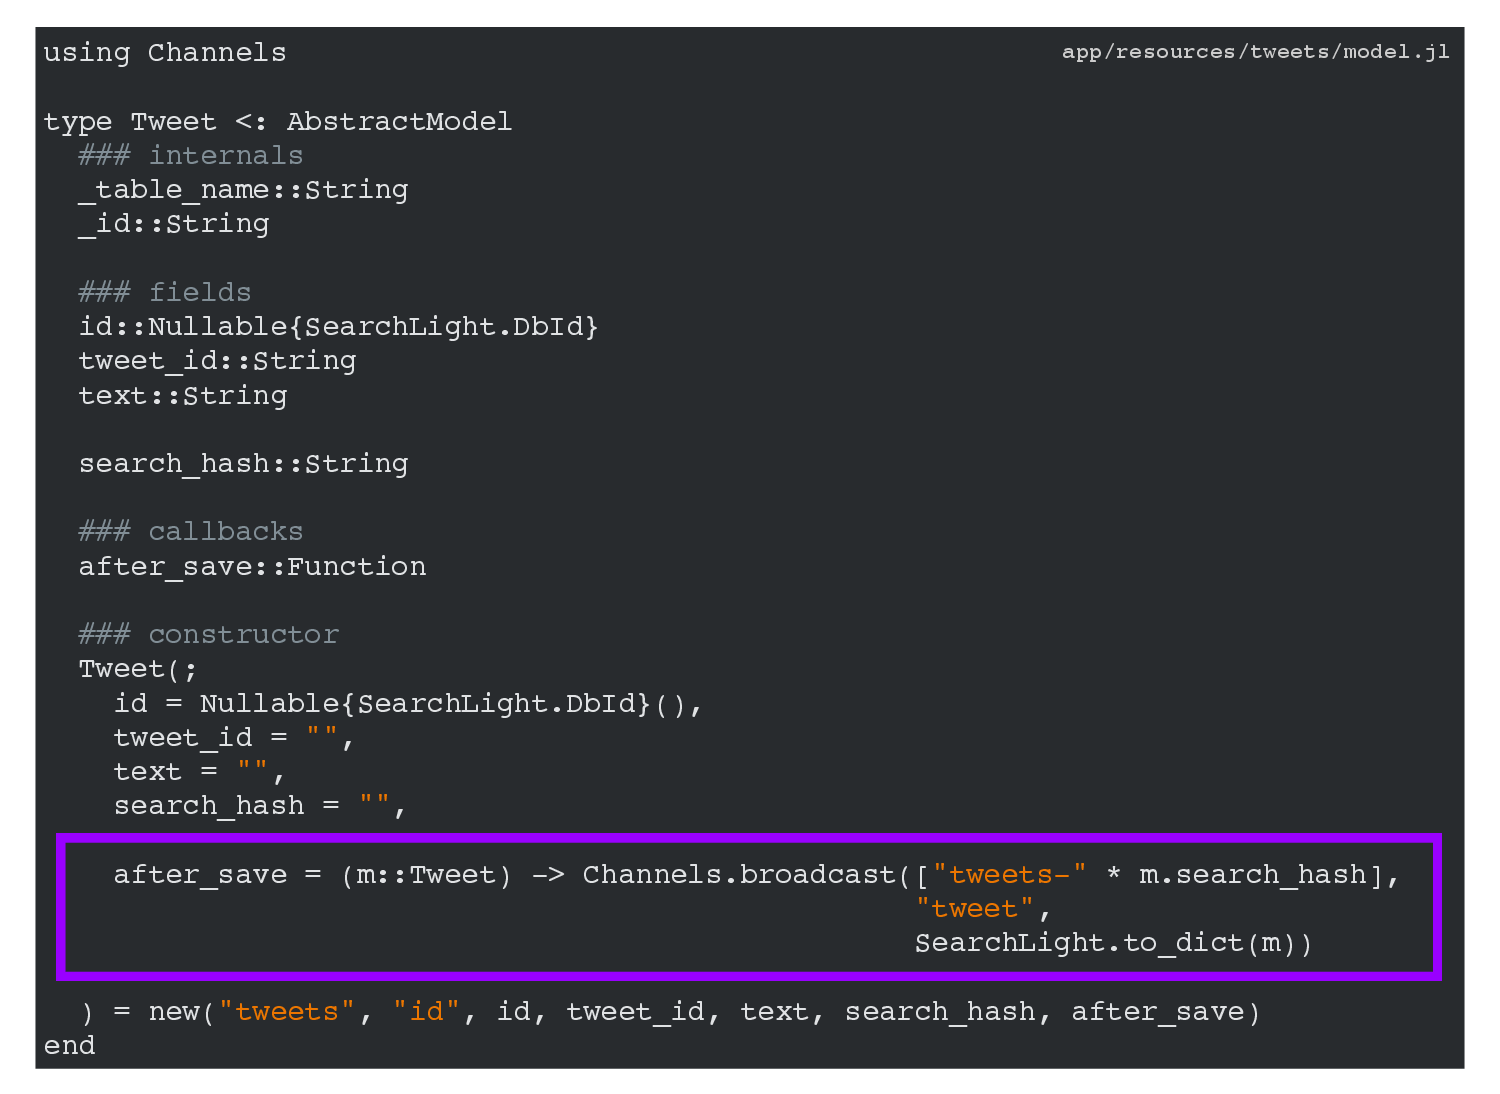 using Channels
app/resources/tweets/model.jl
type Tweet <: AbstractModel
  ### internals
  _table_name::String
  _id::String
  ### fields
  id::Nullable{SearchLight.DbId}
  tweet_id::String
  text::String
  search_hash::String
  ### callbacks
  after_save::Function
  ### constructor
  Tweet(;
    id = Nullable{SearchLight.DbId}(),
    tweet_id = "",
    text = "",
    search_hash = "",
    after_save = (m::Tweet) -> Channels.broadcast(["tweets-" * m.search_hash],
                                                  "tweet",
                                                  SearchLight.to_dict(m))
  ) = new("tweets", "id", id, tweet_id, text, search_hash, after_save)
end